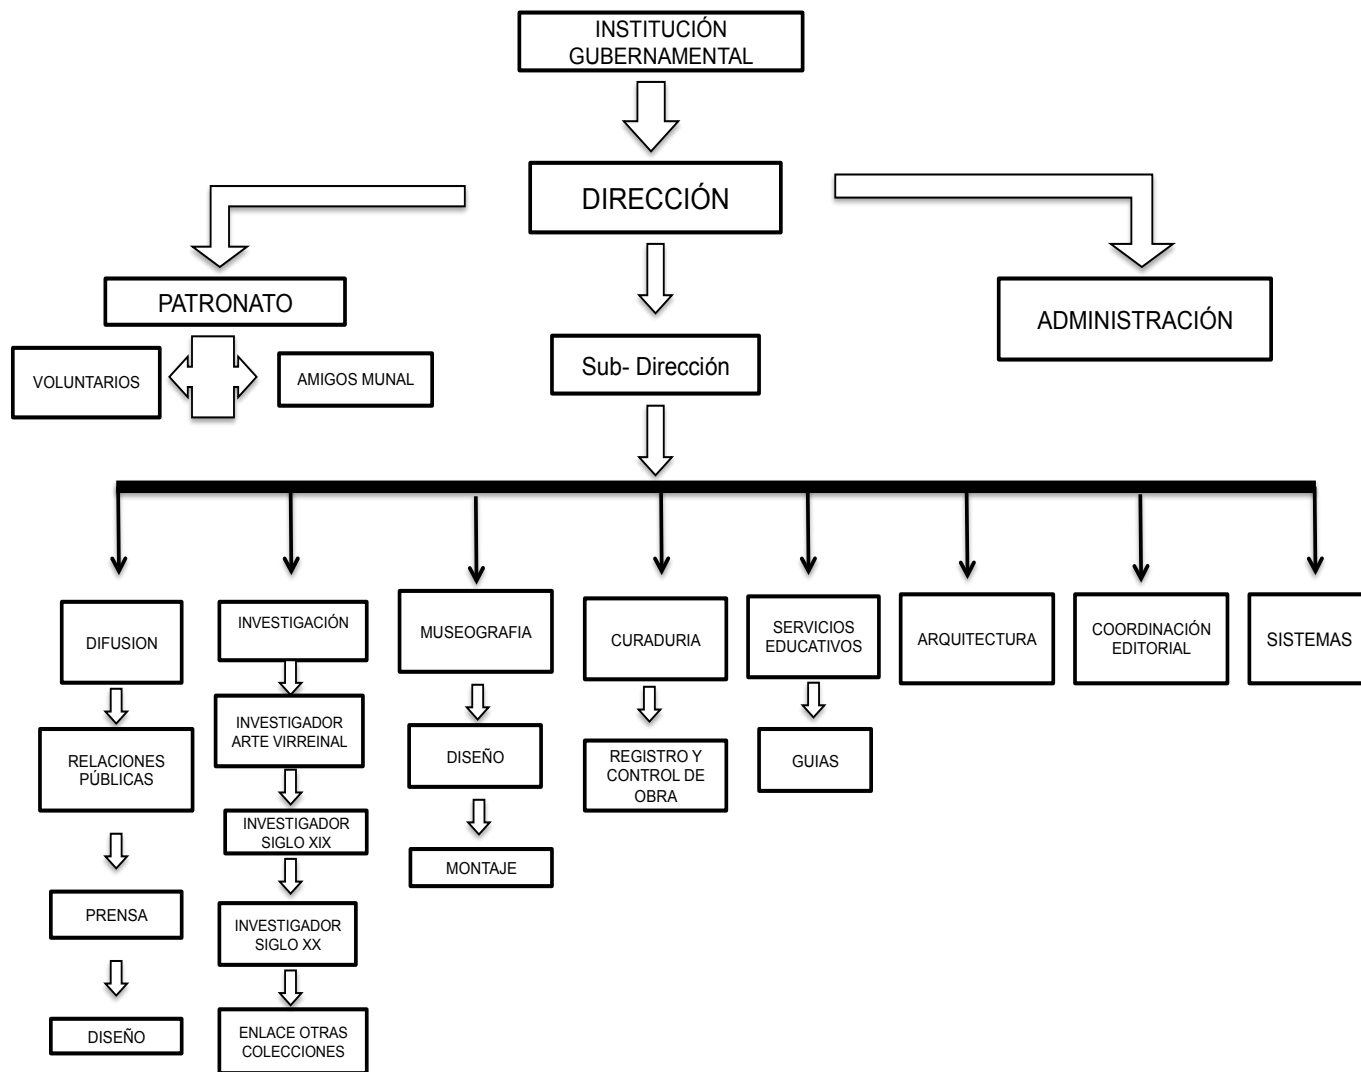 INSTITUCIÓN
GUBERNAMENTAL
DIRECCIÓN
PATRONATO
ADMINISTRACIÓN
VOLUNTARIOS
AMIGOS MUNAL
Sub- Dirección
DIFUSION
INVESTIGACIÓN
MUSEOGRAFIA
CURADURIA
SERVICIOS
EDUCATIVOS
ARQUITECTURA
COORDINACIÓN
EDITORIAL
SISTEMAS
RELACIONES
PÚBLICAS
INVESTIGADOR
ARTE VIRREINAL
DISEÑO
REGISTRO Y
CONTROL DE
OBRA
GUIAS
INVESTIGADOR
SIGLO XIX
MONTAJE
PRENSA
INVESTIGADOR
SIGLO XX
DISEÑO
ENLACE OTRAS
COLECCIONES